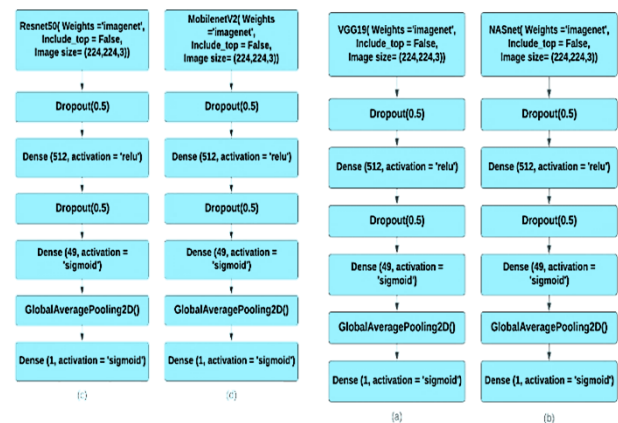 Resnet50( Weights ='imagenet',
Include_top = False,
Image size= (224,224,3))
Dropout(0.5)
Dense (512, activation = 'relu')
Dropout(0.5)
Dense (49, activation =
'sigmoid')
GlobalAveragePooling2D()
Dense (1, activation = 'sigmoid')
MobilenetV2( Weights
='imagenet',
Include_top = False,
Image size= (224,224,3))
Dropout(0.5)
Dense (512, activation = 'relu')
Dropout(0.5)
Dense (49, activation =
'sigmoid')
GlobalAveragePooling2D()
Dense (1, activation = 'sigmoid')
VGG19( Weights ='imagenet',
Include_top = False,
Image size= (224,224,3))
Dropout(0.5)
Dense (512, activation = 'relu')
Dropout(0.5)
Dense (49, activation =
'sigmoid')
GlobalAveragePooling2D()
Dense (1, activation = 'sigmoid')
(a)
NASnet( Weights ='imagenet',
Include_top = False,
Image size= (224,224,3))
Dropout(0.5)
Dense (512, activation = 'relu')
Dropout(0.5)
Dense (49, activation =
'sigmoid')
GlobalAveragePooling2D()
Dense (1, activation = 'sigmoid')
(b)